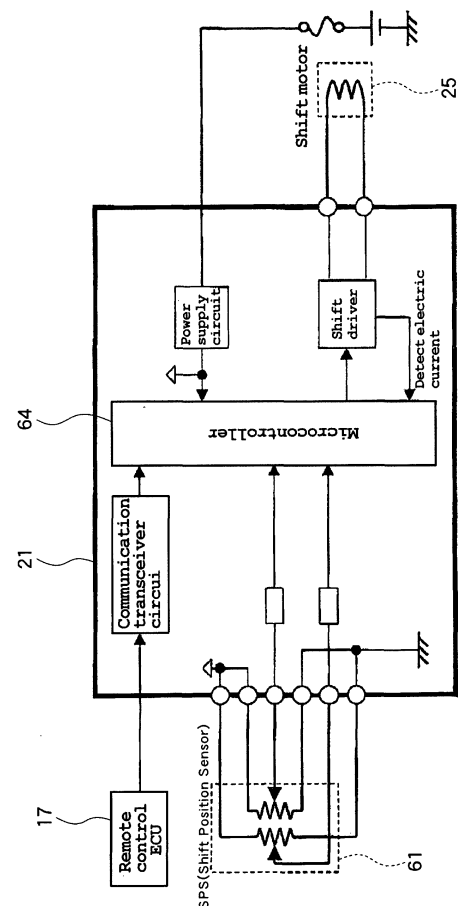 17
Remote
control
ECU
21
Communication
transceiver
circui
64
Microcontroller
Power
supply
circuit
Shift
driver
Detect electric
current
Shift motor
25
SPS(Shift Position Sensor)
61